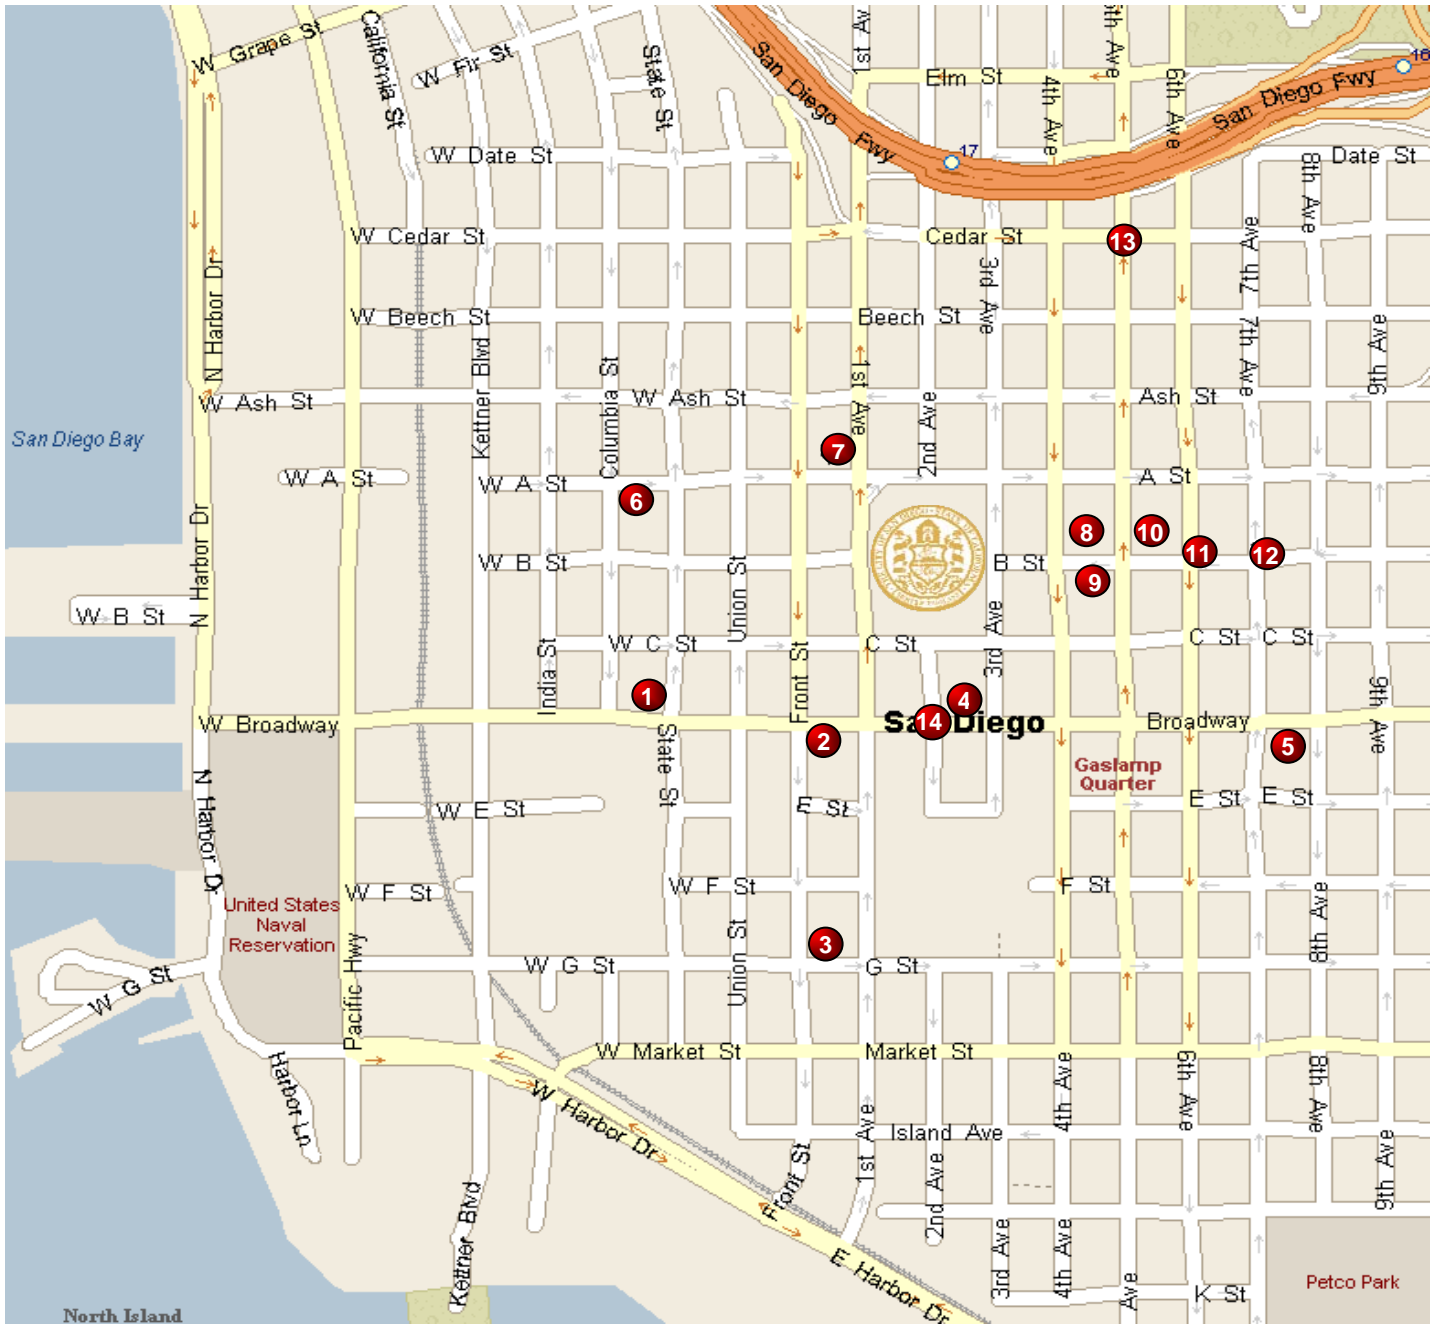 W Grape St
California St
W Fir St
State St
San Diego Fwy
1st Av
Elm St
5th Ave
4th Ave
6th Ave
San Diego Fwy
16
17
W Date St
Date St
8th Ave
7th Ave
W Cedar St
Cedar St
13
3rd Ave
N Harbor Dr
W Beech St
Beech St
Kettner Blvd
Columbia St
1st Ave
7th Ave
9th Ave
W Ash St
W Ash St
Ash St
2nd Ave
San Diego Bay
7
W A St
W A St
A St
6
N Harbor Dr
8
10
11
12
W B St
B St
9
W B St
Union St
3rd Ave
India St
W C St
Front St
C St
C St
C St
9th Ave
1
4
W Broadway
State St
2
San Diego
14
Broadway
5
Gaslamp
Quarter
N Harbor Dr
W E St
E St
E St
E St
W F St
W F St
F St
United States
Naval
Reservation
8th Ave
Pacific Hwy
Union St
3
W G St
G St
W G St
Harbor Ln
W Market St
Market St
4th Ave
6th Ave
8th Ave
W Harbor Dr
Island Ave
1st Ave
2nd Ave
9th Ave
Front St
Kettner Blvd
E Harbor Dr
3rd Ave
4th Ave
Ave
K St
Petco Park
North Island